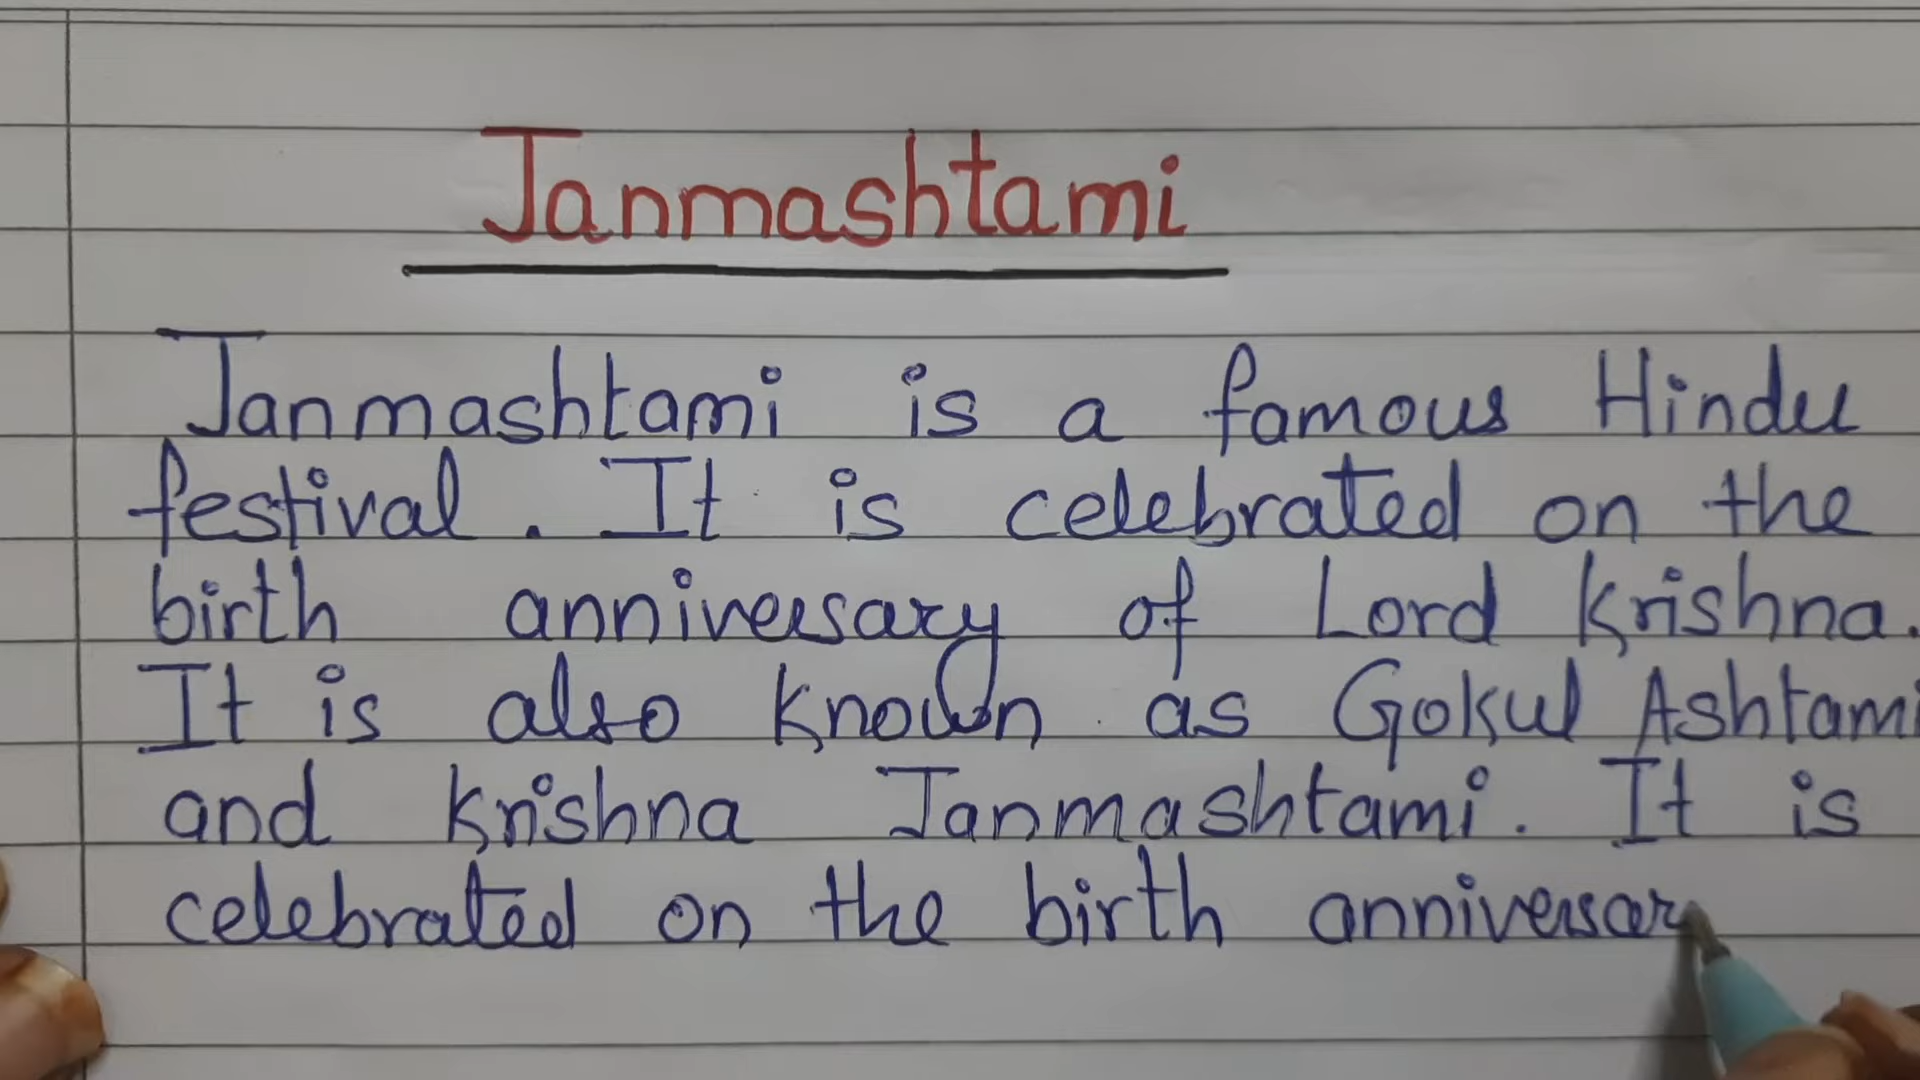 Janmashtami
Janmashtami is a famous Hindu
festival. It is celebrated on the
birth anniversary of Lord Krishna.
It is also known as Gokul Ashtami
and Krishna Janmashtami. It is
celebrated on the birth anniversar